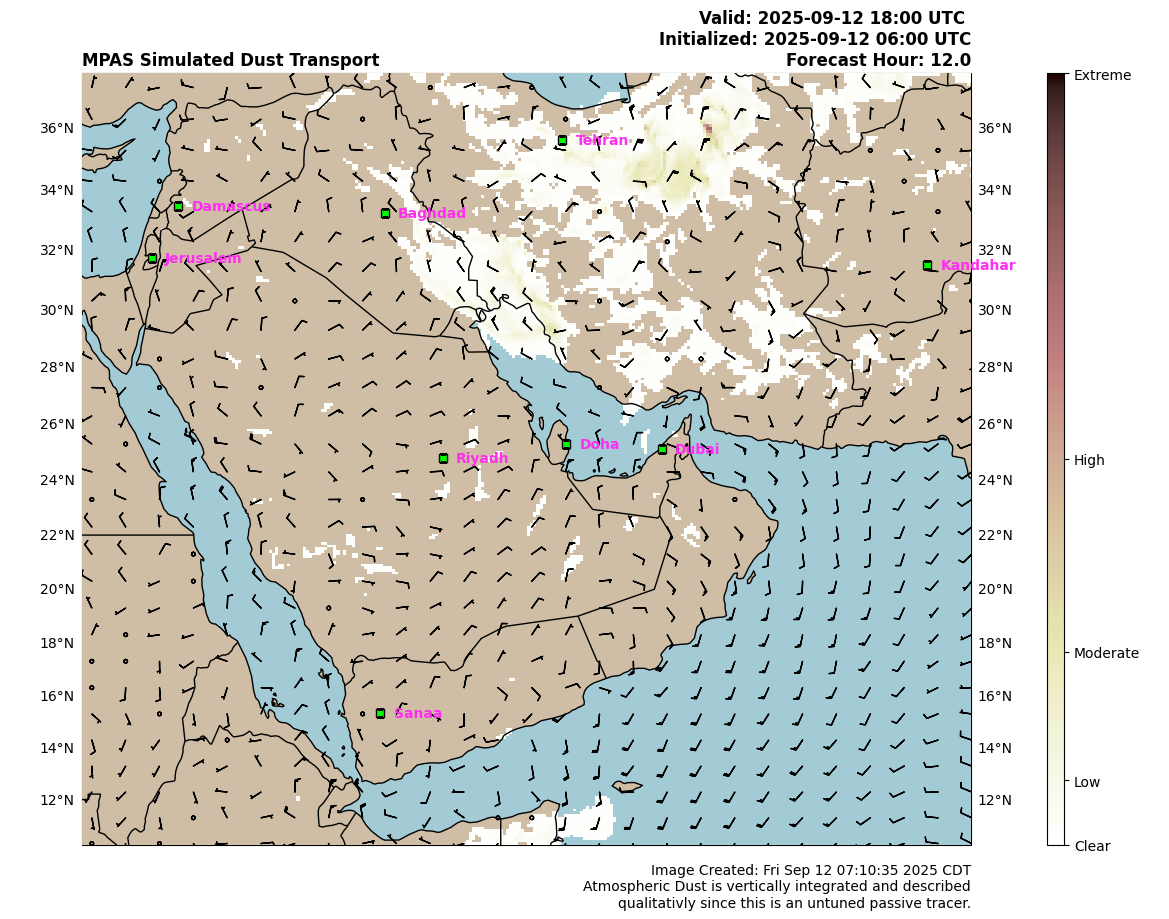 Valid: 2025-09-12 18:00 UTC
Initialized: 2025-09-12 06:00 UTC
MPAS Simulated Dust Transport
Forecast Hour: 12.0
Extreme
36°N
36°N
Tehran
34°N
34°N
Damascus
Baghdad
32°N
32°N
Jerusalem
Kandahar
30°N
30°N
28°N
28°N
26°N
26°N
Doha
Dubai
Riyadh
High
24°N
24°N
22°N
22°N
20°N
20°N
18°N
18°N
Moderate
16°N
16°N
Sanaa
14°N
14°N
Low
12°N
12°N
Clear
Image Created: Fri Sep 12 07:10:35 2025 CDT
Atmospheric Dust is vertically integrated and described
qualitativly since this is an untuned passive tracer.